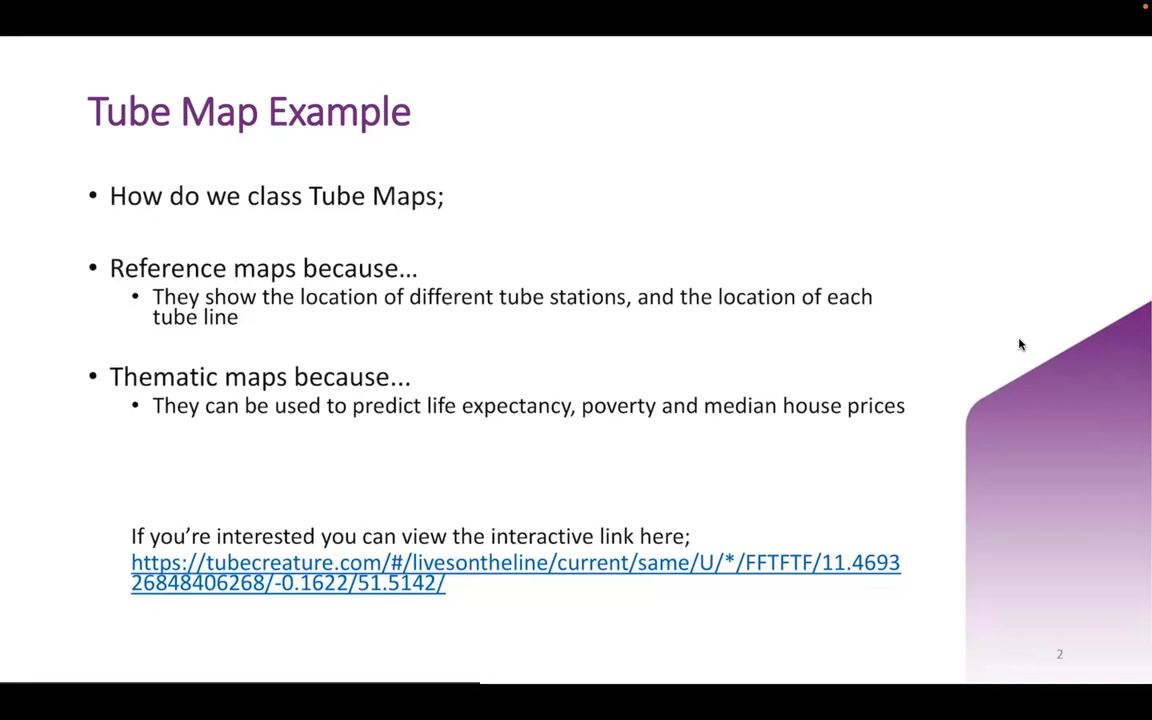 Tube Map Example
• How do we class Tube Maps;
• Reference maps because...
• They show the location of different tube stations, and the location of each
tube line
• Thematic maps because...
• They can be used to predict life expectancy, poverty and median house prices
If you’re interested you can view the interactive link here;
https://tubecreature.com/#/livesontheline/current/same/U/*/FFTFTF/11.4693
26848406268/-0.1622/51.5142/
2